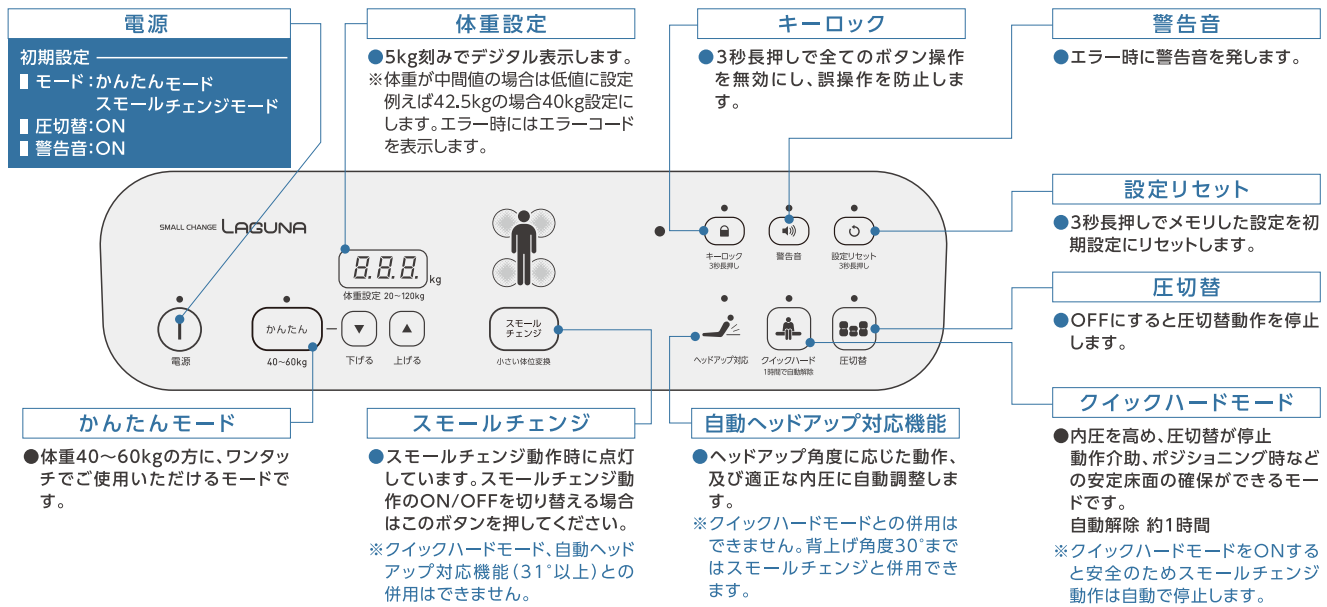 電源
初期設定
モード:かんたんモード
スモールチェンジモード
圧切替:ON
警告音:ON
体重設定
●5kg刻みでデジタル表示します。
※体重が中間値の場合は低値に設定
例えば42.5kgの場合40kg設定に
します。エラー時にはエラーコード
を表示します。
キーロック
●3秒長押しで全てのボタン操作
を無効にし、誤操作を防止しま
す。
警告音
●エラー時に警告音を発します。
設定リセット
●3秒長押しでメモリした設定を初
期設定にリセットします。
圧切替
●OFFにすると圧切替動作を停止
します。
SMALL CHANGE LAGUNA
8.8.8. kg
体重設定 20~120kg
電源
かんたん
40~60kg
下げる
上げる
スモール
チェンジ
小さい体位変換
キーロック
3秒長押し
警告音
設定リセット
3秒長押し
ヘッドアップ対応
クイックハード
1時間で自動解除
圧切替
かんたんモード
●体重40~60kgの方に、ワンタッ
チでご使用いただけるモードで
す。
スモールチェンジ
●スモールチェンジ動作時に点灯
しています。スモールチェンジ動
作のON/OFFを切り替える場合
はこのボタンを押してください。
※クイックハードモード、自動ヘッド
アップ対応機能(31°以上)との
併用はできません。
自動ヘッドアップ対応機能
●ヘッドアップ角度に応じた動作、
及び適正な内圧に自動調整しま
す。
※クイックハードモードとの併用は
できません。背上げ角度30°まで
はスモールチェンジと併用でき
ます。
クイックハードモード
●内圧を高め、圧切替が停止
動作介助、ポジショニング時など
の安定床面の確保ができるモー
ドです。
自動解除 約1時間
※クイックハードモードをONする
と安全のためスモールチェンジ
動作は自動で停止します。